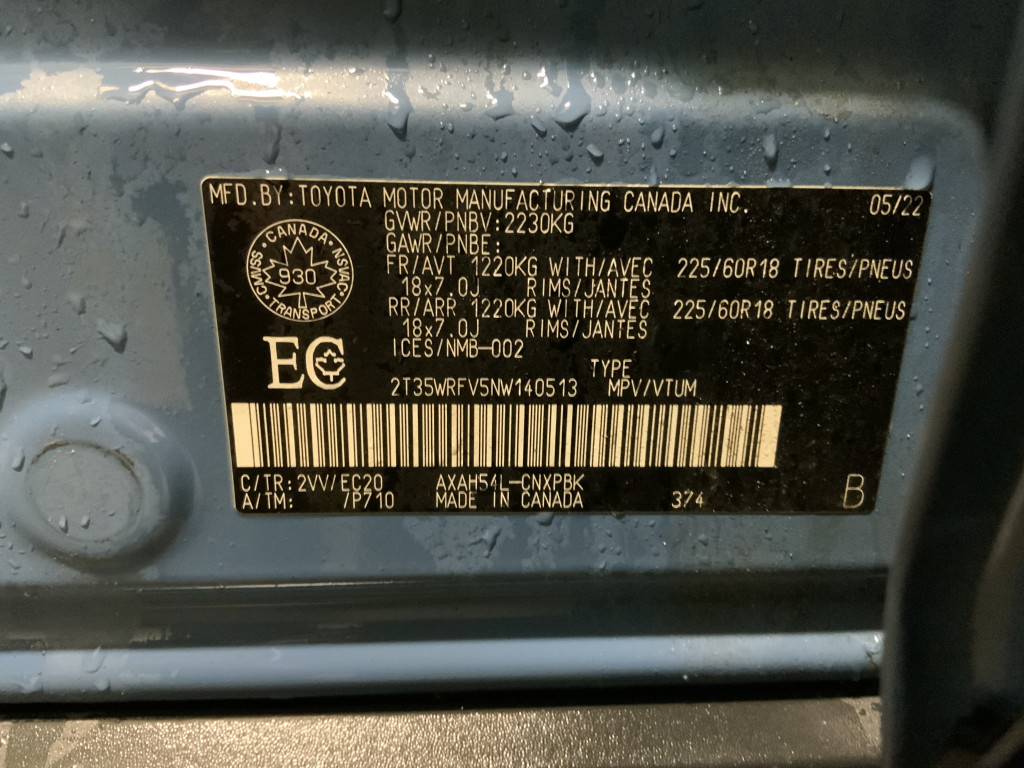 MFD.BY:TOYOTA MOTOR MANUFACTURING CANADA INC. 05/22
GVWR/PNBV:2230KG
GAWR/PNBE:
FR/AVT 1220KG WITH/AVEC 225/60R18 TIRES/PNEUS
18x7.0J RIMS/JANTES
RR/ARR 1220KG WITH/AVEC 225/60R18 TIRES/PNEUS
18x7.0J RIMS/JANTES
ICES/NMB-002
CANADA
NSVAC
TRANSPORT
CMVSS
930
EC
TYPE
2T35WRFV5NW140513 MPV/VTUM
C/TR:2VV/EC20 AXAH54L-CNXPBK
A/TM: /P710 MADE IN CANADA 374 B